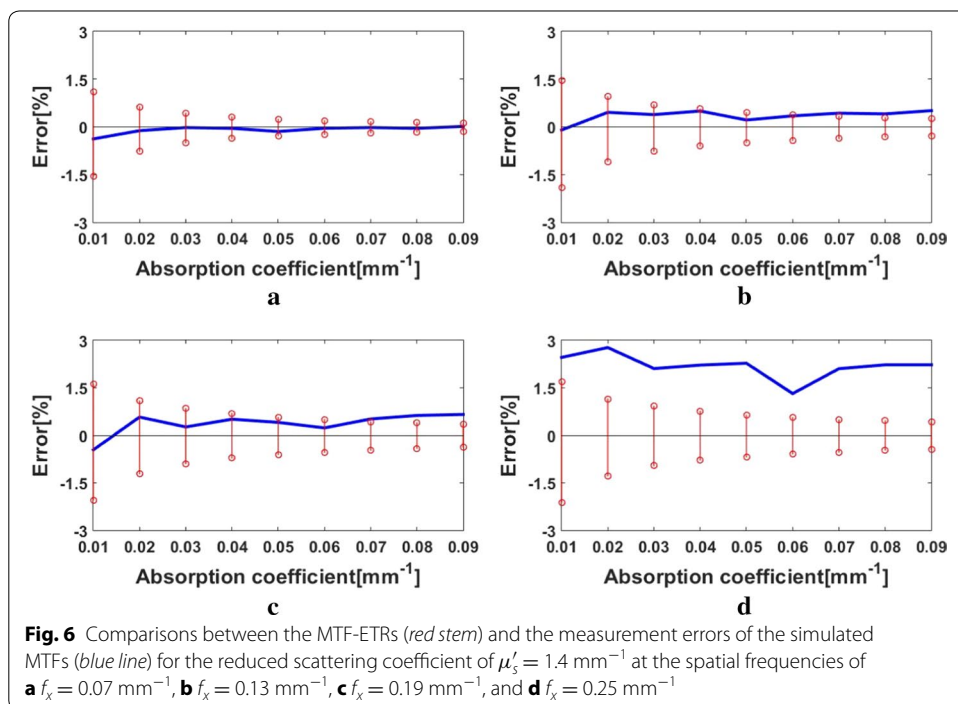 3
1.5
0
-1.5
-3
Error[%]
0.01 0.02 0.03 0.04 0.05 0.06 0.07 0.08 0.09
Absorption coefficient[mm⁻¹]
a
3
1.5
0
-1.5
-3
Error[%]
0.01 0.02 0.03 0.04 0.05 0.06 0.07 0.08 0.09
Absorption coefficient[mm⁻¹]
b
3
1.5
0
-1.5
-3
Error[%]
0.01 0.02 0.03 0.04 0.05 0.06 0.07 0.08 0.09
Absorption coefficient[mm⁻¹]
c
3
1.5
0
-1.5
-3
Error[%]
0.01 0.02 0.03 0.04 0.05 0.06 0.07 0.08 0.09
Absorption coefficient[mm⁻¹]
d
Fig. 6 Comparisons between the MTF-ETRs (red stem) and the measurement errors of the simulated
MTFs (blue line) for the reduced scattering coefficient of μ′ₛ = 1.4 mm⁻¹ at the spatial frequencies of
a fₓ = 0.07 mm⁻¹, b fₓ = 0.13 mm⁻¹, c fₓ = 0.19 mm⁻¹, and d fₓ = 0.25 mm⁻¹